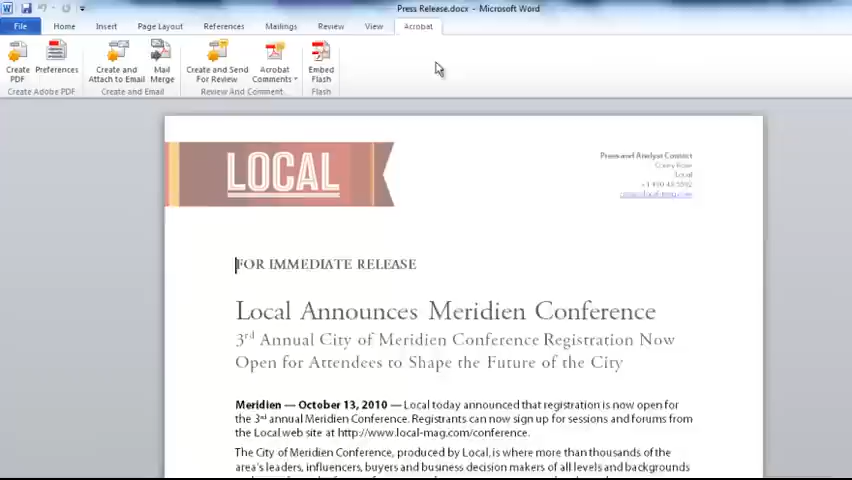 Press Release.docx - Microsoft Word
File Home Insert Page Layout References Mailings Review View Acrobat
Create PDF Preferences Create and Attach to Email Mail Merge Create and Send For Review Acrobat Comments Embed Flash
Create Adobe PDF Create and Email Review And Comment Flash
LOCAL
Press and Analyst Contact
Local
FOR IMMEDIATE RELEASE
Local Announces Meridien Conference
3rd Annual City of Meridien Conference Registration Now
Open for Attendees to Shape the Future of the City
Meridien — October 13, 2010 — Local today announced that registration is now open for
the 3rd annual Meridien Conference. Registrants can now sign up for sessions and forums from
the Local web site at http://www.local-mag.com/conference.
The City of Meridien Conference, produced by Local, is where more than thousands of the
area's leaders, influencers, buyers and business decision makers of all levels and backgrounds